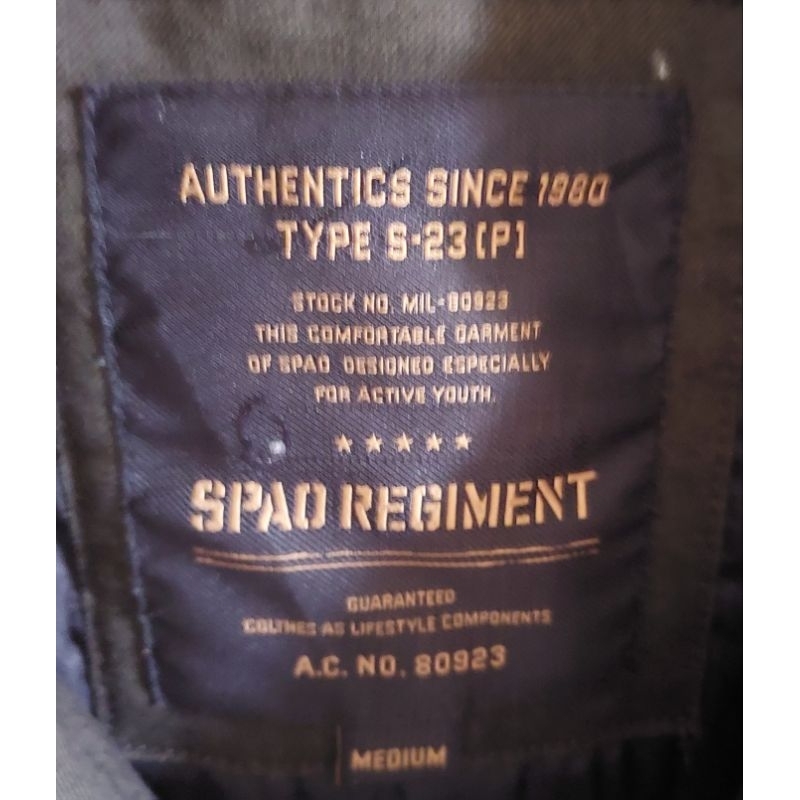 AUTHENTICS SINCE 1980
TYPE S-23 [P]
STOCK NO. MIL-80923
THIS COMFORTABLE GARMENT
OF SPAO DESIGNED ESPECIALLY
FOR ACTIVE YOUTH.
★★★★★
SPAO REGIMENT
GUARANTEED
COLTHES AS LIFESTYLE COMPONENTS
A.C. NO. 80923
MEDIUM